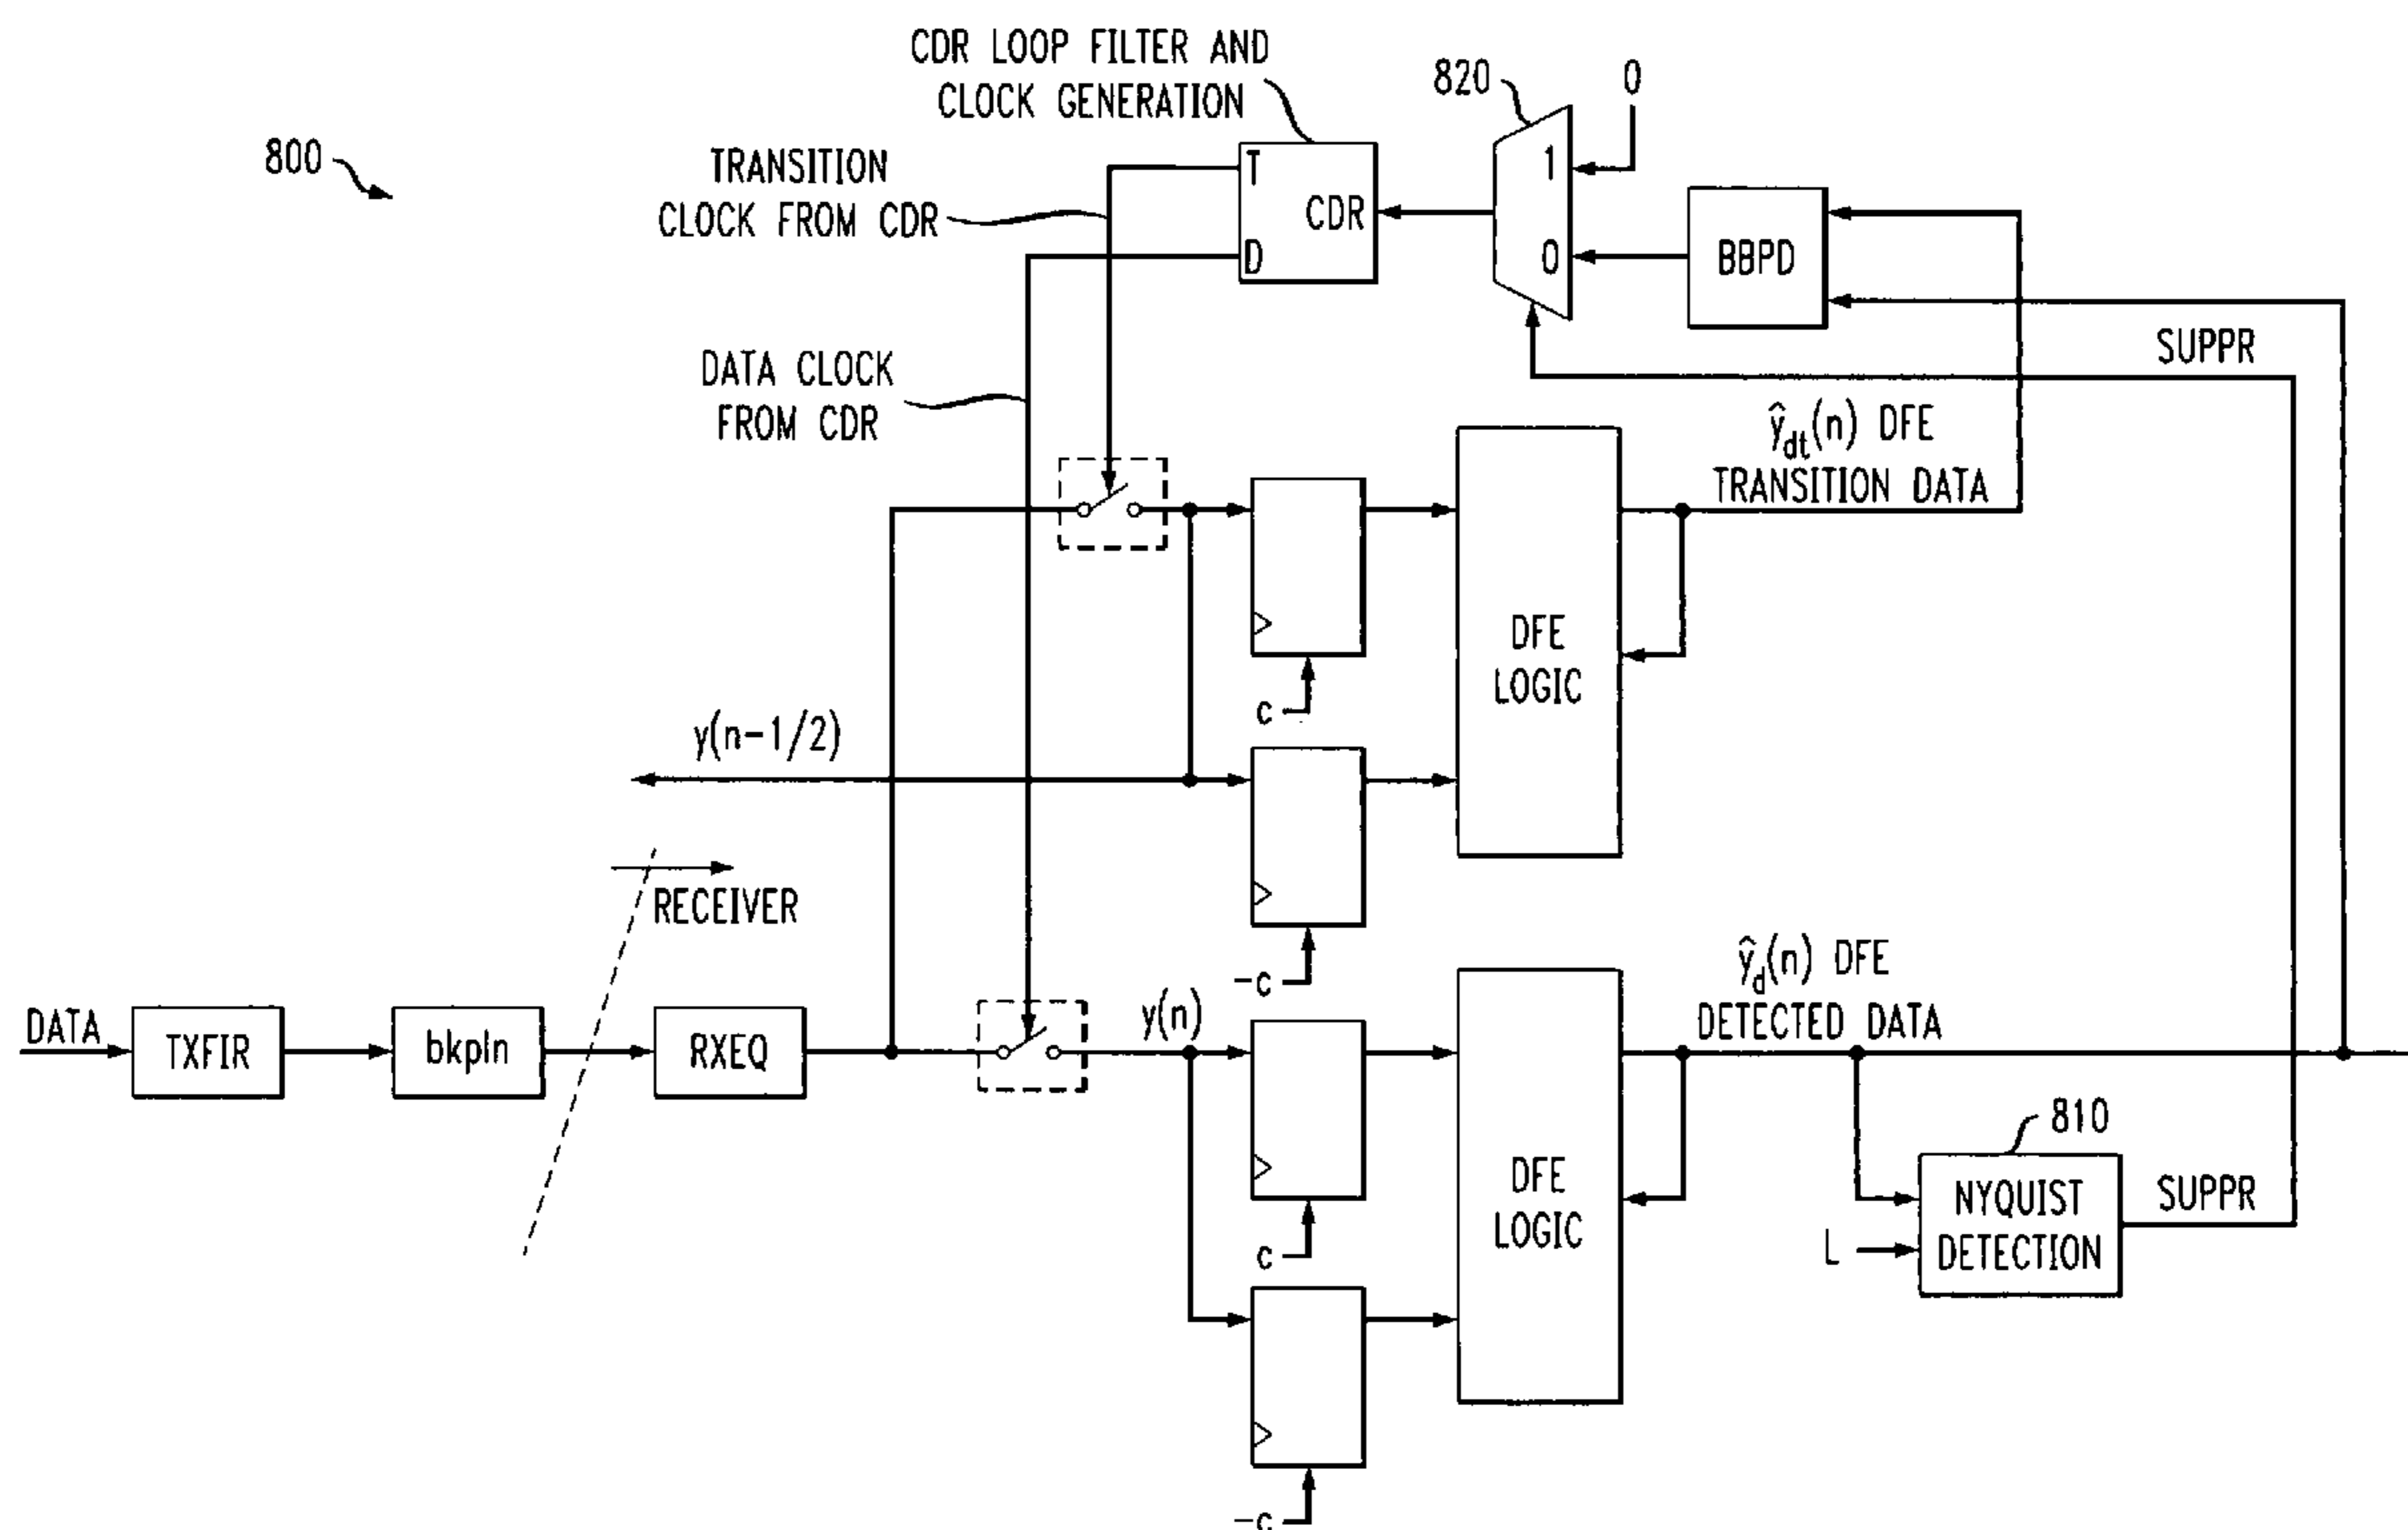 CDR LOOP FILTER AND
CLOCK GENERATION
820
0
800
TRANSITION
CLOCK FROM CDR
T
CDR
D
1
0
BBPD
SUPPR
DATA CLOCK
FROM CDR
ŷdt(n) DFE
TRANSITION DATA
DFE
LOGIC
c
y(n-1/2)
RECEIVER
-c
ŷd(n) DFE
DETECTED DATA
DATA
TXFIR
bkpln
RXEQ
y(n)
810
DFE
LOGIC
NYQUIST
DETECTION
SUPPR
L
c
-c